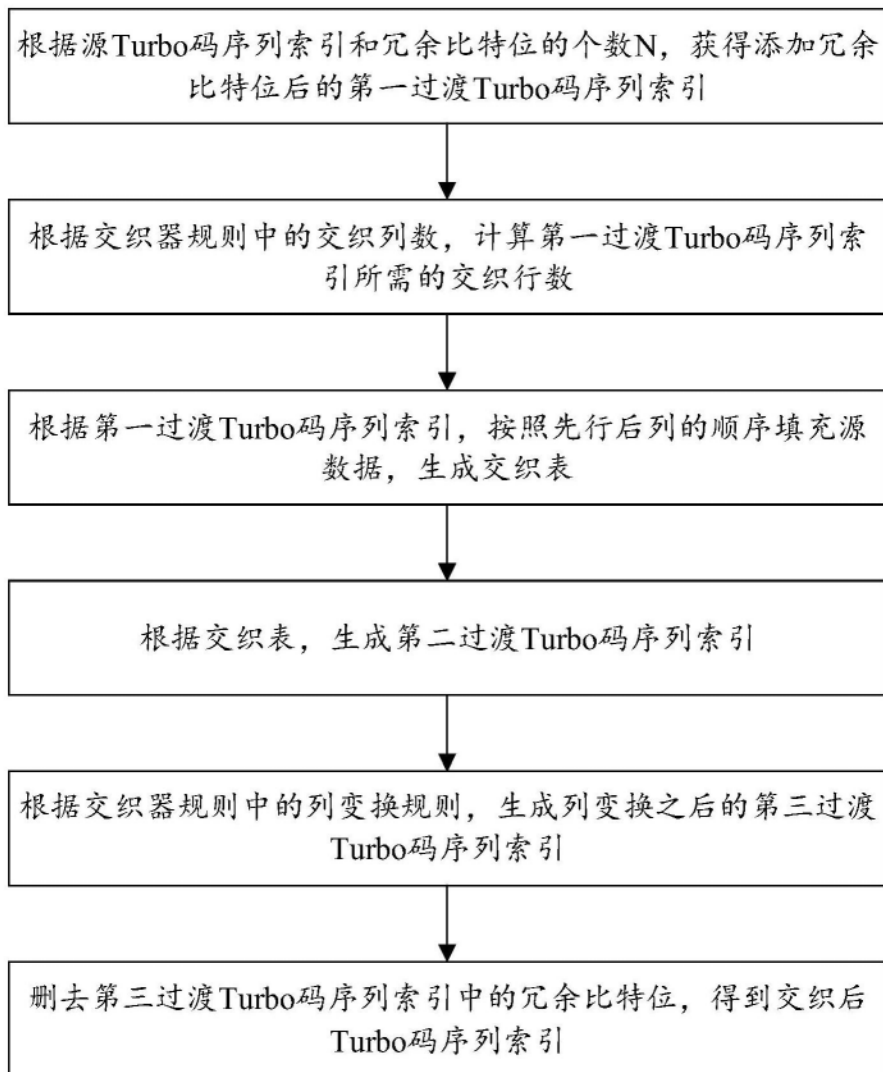 根据源Turbo码序列索引和冗余比特位的个数N，获得添加冗余
比特位后的第一过渡Turbo码序列索引
根据交织器规则中的交织列数，计算第一过渡Turbo码序列索
引所需的交织行数
根据第一过渡Turbo码序列索引，按照先行后列的顺序填充源
数据，生成交织表
根据交织表，生成第二过渡Turbo码序列索引
根据交织器规则中的列变换规则，生成列变换之后的第三过渡
Turbo码序列索引
删去第三过渡Turbo码序列索引中的冗余比特位，得到交织后
Turbo码序列索引